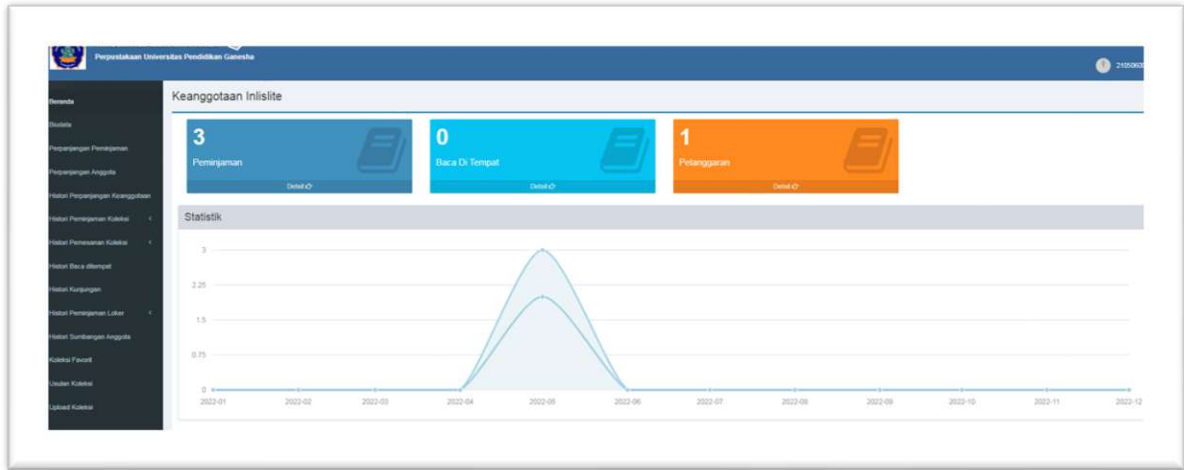 Perpustakaan Universitas Pendidikan Ganesha
Beranda
Biodata
Perpanjangan Peminjaman
Perpanjangan Anggota
Histori Perpanjangan Keanggotaan
Histori Peminjaman Koleksi
Histori Pemesanan Koleksi
Histori Baca ditempat
Histori Kunjungan
Histori Peminjaman Loker
Histori Sumbangan Anggota
Koleksi Favorit
Usulan Koleksi
Upload Koleksi
Keanggotaan Inlislite
3
Peminjaman
Detail
0
Baca Di Tempat
Detail
1
Pelanggaran
Detail
Statistik
3
2.25
1.5
0.75
0
2022-01 2022-02 2022-03 2022-04 2022-05 2022-06 2022-07 2022-08 2022-09 2022-10 2022-11 2022-12